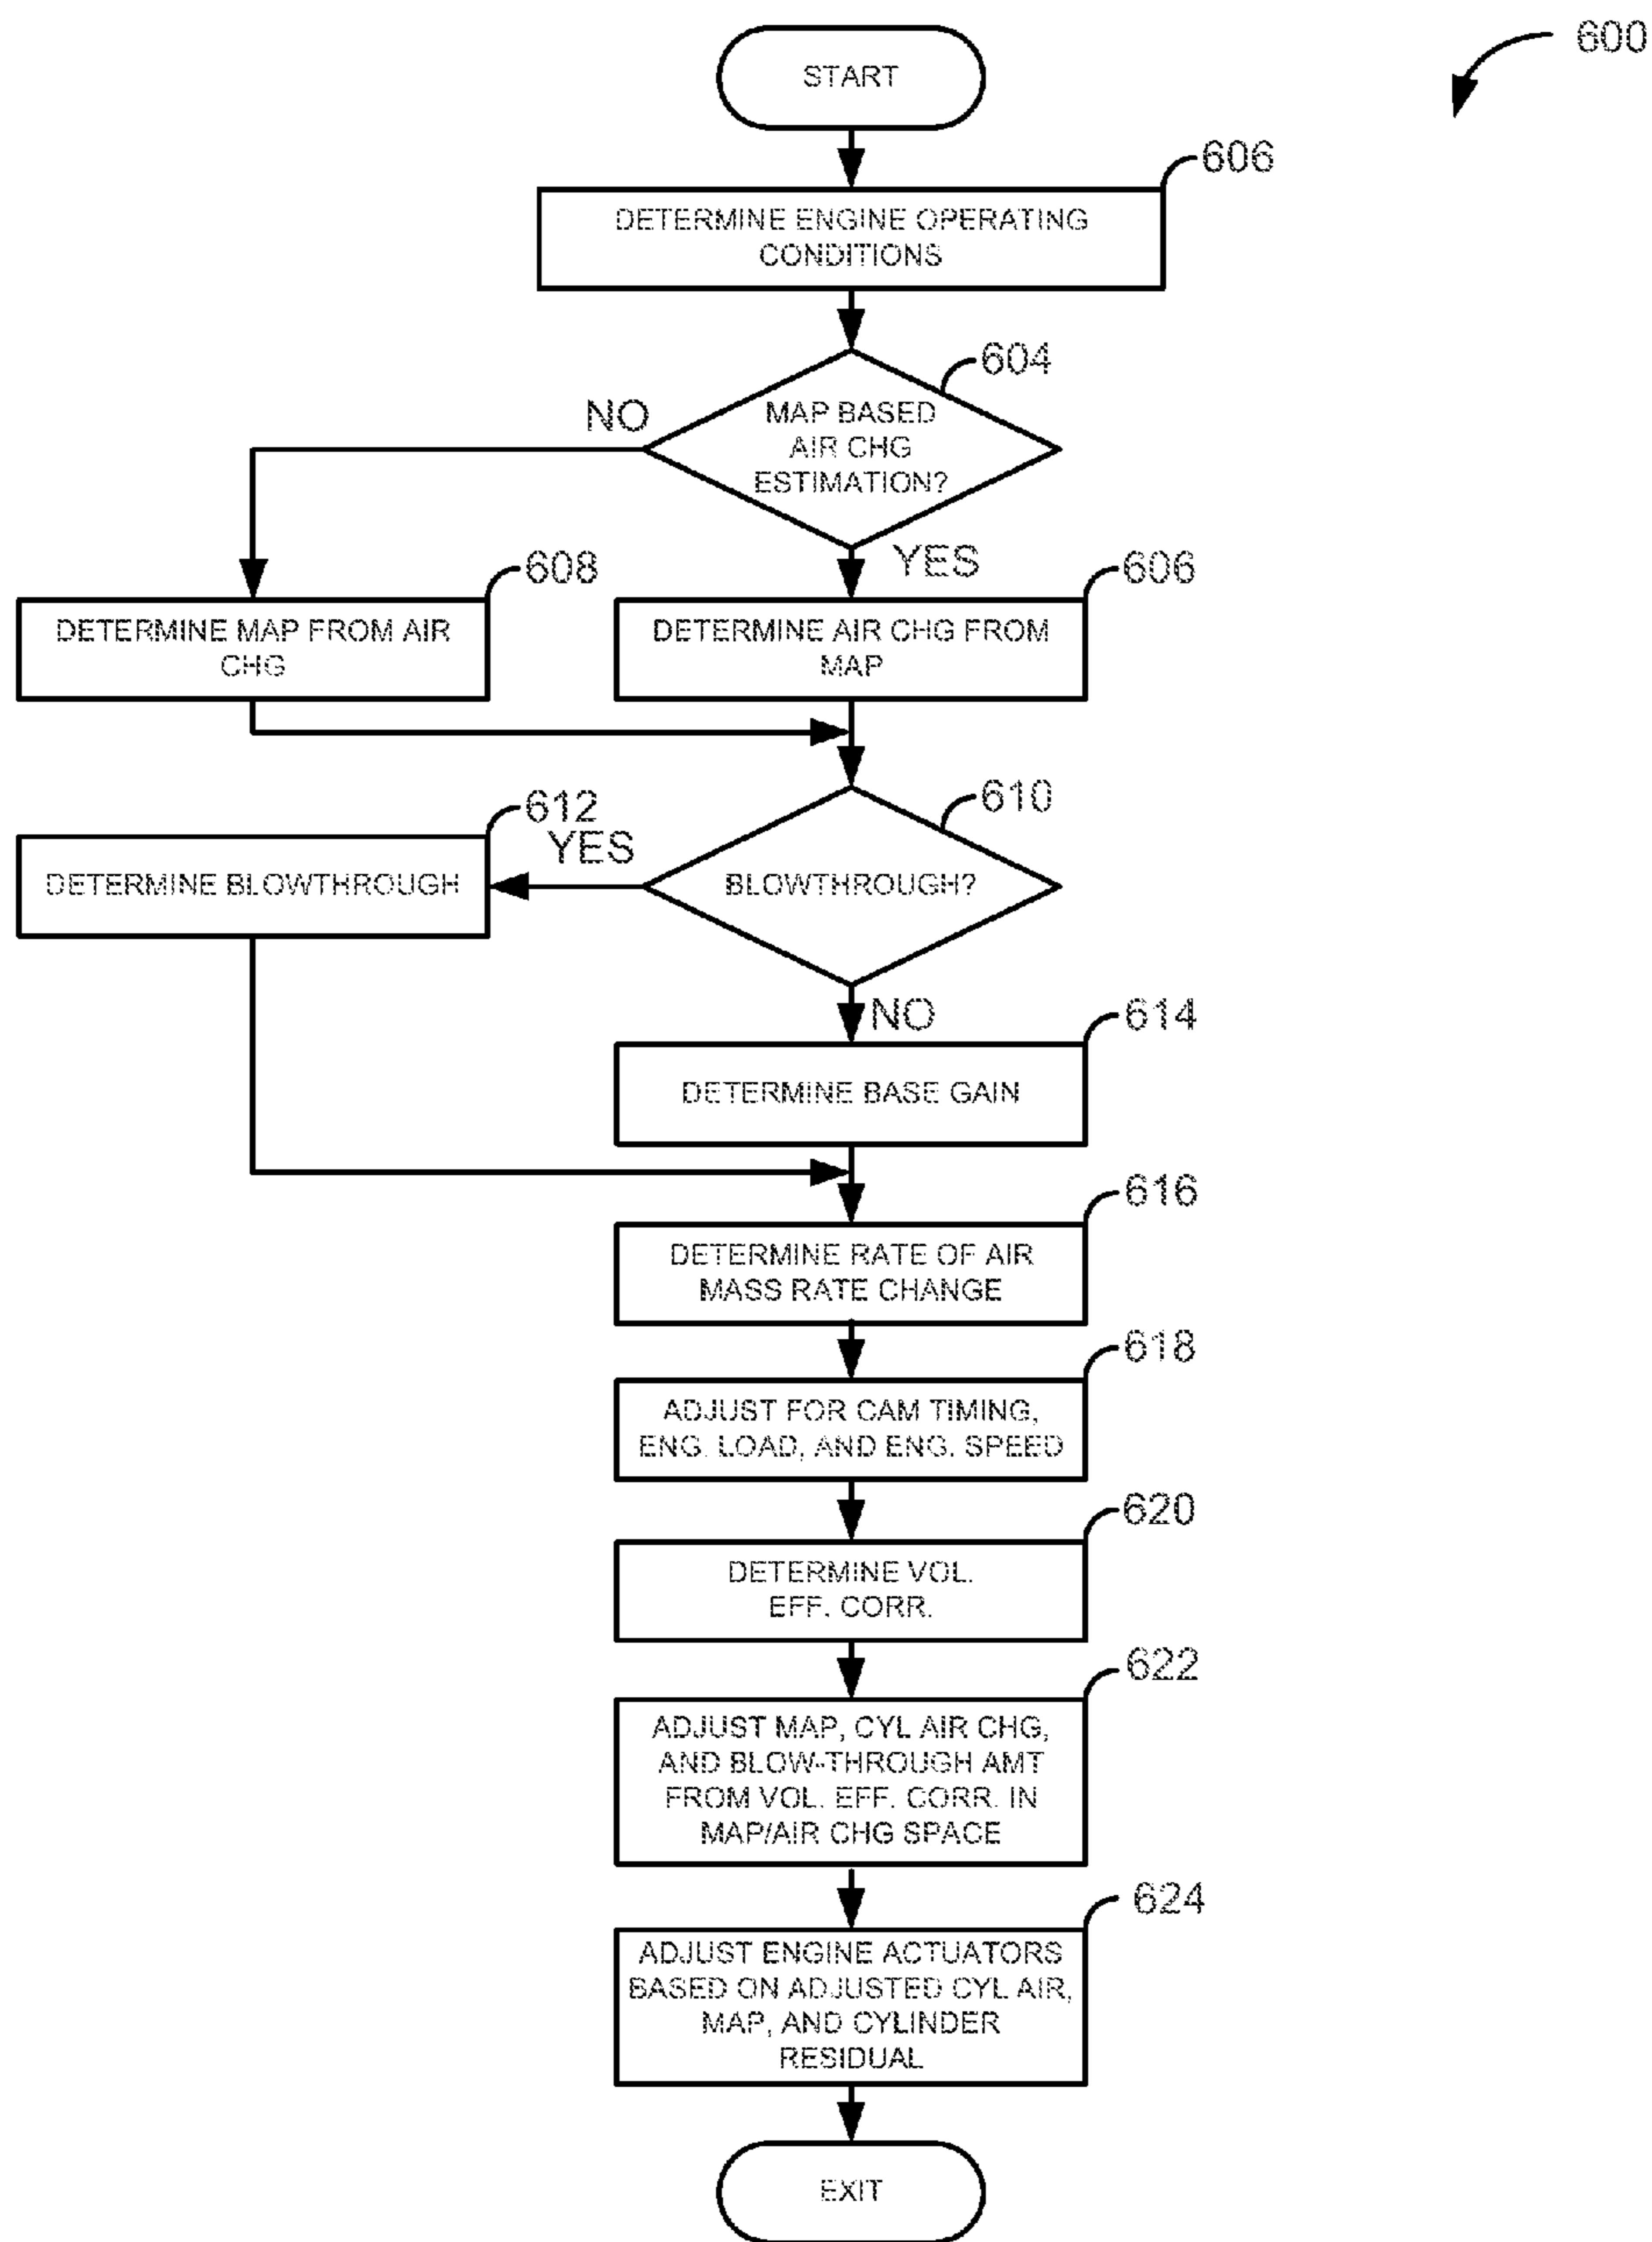 600
START
606
DETERMINE ENGINE OPERATING
CONDITIONS
604
MAP BASED
AIR CHG
ESTIMATION?
NO
YES
608
DETERMINE MAP FROM AIR
CHG
606
DETERMINE AIR CHG FROM
MAP
610
BLOWTHROUGH?
612
YES
DETERMINE BLOWTHROUGH
NO
614
DETERMINE BASE GAIN
616
DETERMINE RATE OF AIR
MASS RATE CHANGE
618
ADJUST FOR CAM TIMING,
ENG. LOAD, AND ENG. SPEED
620
DETERMINE VOL.
EFF. CORR.
622
ADJUST MAP, CYL AIR CHG,
AND BLOW-THROUGH AMT
FROM VOL. EFF. CORR. IN
MAP/AIR CHG SPACE
624
ADJUST ENGINE ACTUATORS
BASED ON ADJUSTED CYL AIR,
MAP, AND CYLINDER
RESIDUAL
EXIT